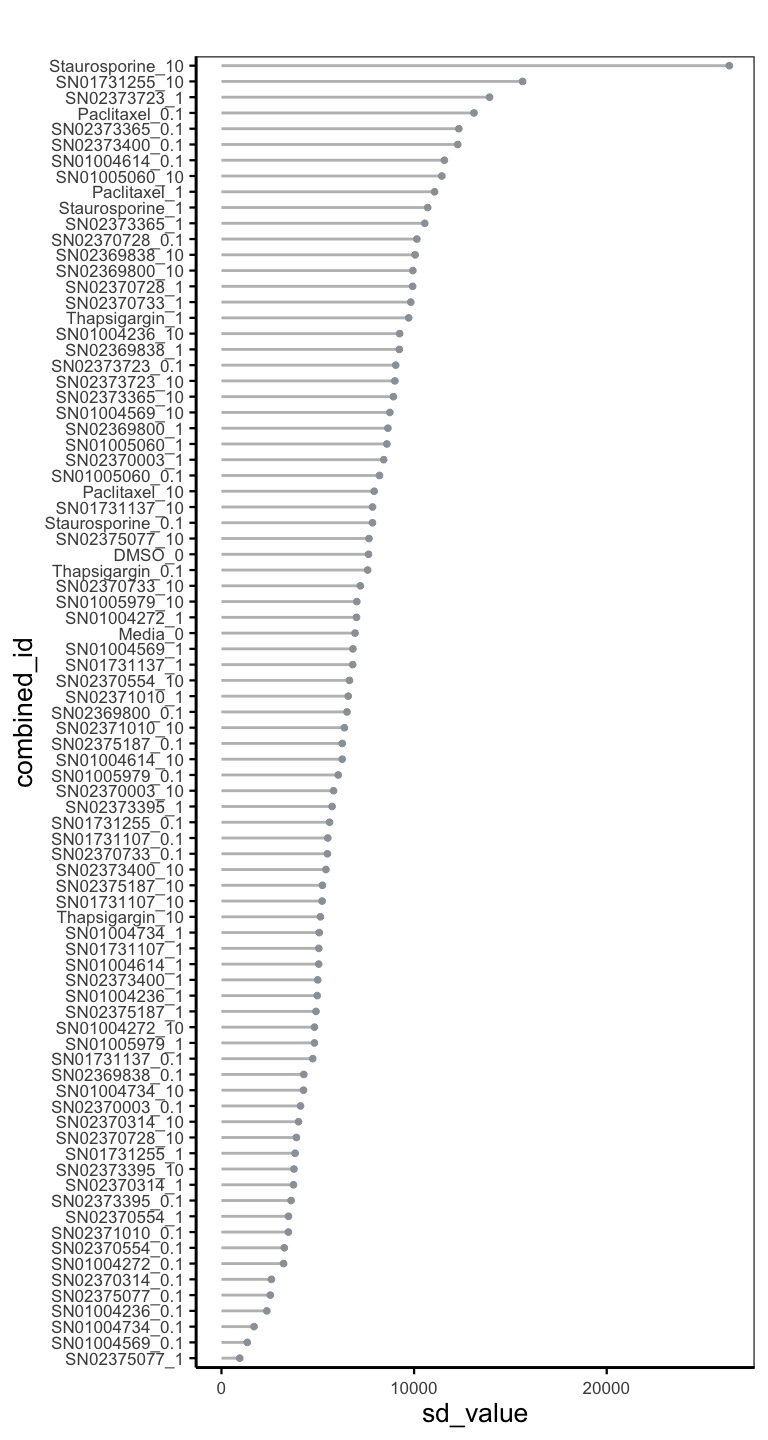 Staurosporine_10
SN01731255_10
SN02373723_1
Paclitaxel_0.1
SN02373365_0.1
SN02373400_0.1
SN01004614_0.1
SN01005060_10
Paclitaxel_1
Staurosporine_1
SN02373365_1
SN02370728_0.1
SN02369838_10
SN02369800_10
SN02370728_1
SN02370733_1
Thapsigargin_1
SN01004236_10
SN02369838_1
SN02373723_0.1
SN02373723_10
SN02373365_10
SN01004569_10
SN02369800_1
SN01005060_1
SN02370003_1
SN01005060_0.1
Paclitaxel_10
SN01731137_10
Staurosporine_0.1
SN02375077_10
DMSO_0
Thapsigargin_0.1
SN02370733_10
SN01005979_10
SN01004272_1
Media_0
SN01004569_1
SN01731137_1
SN02370554_10
SN02371010_1
SN02369800_0.1
SN02371010_10
SN02375187_0.1
SN01004614_10
SN01005979_0.1
SN02370003_10
SN02373395_1
SN01731255_0.1
SN01731107_0.1
SN02370733_0.1
SN02373400_10
SN02375187_10
SN01731107_10
Thapsigargin_10
SN01004734_1
SN01731107_1
SN01004614_1
SN02373400_1
SN01004236_1
SN02375187_1
SN01004272_10
SN01005979_1
SN01731137_0.1
SN02369838_0.1
SN01004734_10
SN02370003_0.1
SN02370314_10
SN02370728_10
SN01731255_1
SN02373395_10
SN02370314_1
SN02373395_0.1
SN02370554_1
SN02371010_0.1
SN02370554_0.1
SN01004272_0.1
SN02370314_0.1
SN02375077_0.1
SN01004236_0.1
SN01004734_0.1
SN01004569_0.1
SN02375077_1
combined_id
0 10000 20000
sd_value